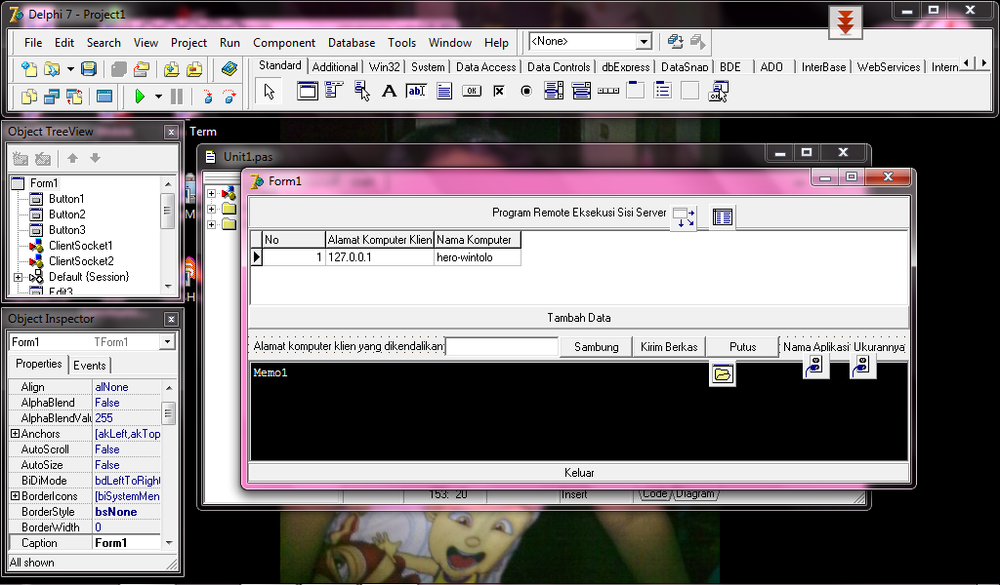 Delphi 7 - Project1
File Edit Search View Project Run Component Database Tools Window Help <None>
Standard Additional Win32 System Data Access Data Controls dbExpress DataSnap BDE ADO InterBase WebServices Intern
Object TreeView
Form1
Button1
Button2
Button3
ClientSocket1
ClientSocket2
Default {Session}
Edit3
Term
Unit1.pas
Form1
Program Remote Eksekusi Sisi Server
No Alamat Komputer Klien Nama Komputer
1 127.0.0.1 hero-wintolo
Tambah Data
Alamat komputer klien yang dikendalikan Sambung Kirim Berkas Putus Nama Aplikasi Ukurannya
Memo1
Keluar
153: 20 Insert Code Diagram
Object Inspector
Form1 TForm1
Properties Events
Align alNone
AlphaBlend False
AlphaBlendValu 255
Anchors [akLeft,akTop
AutoScroll False
AutoSize False
BiDiMode bdLeftToRight
BorderIcons [biSystemMen
BorderStyle bsNone
BorderWidth 0
Caption Form1
All shown